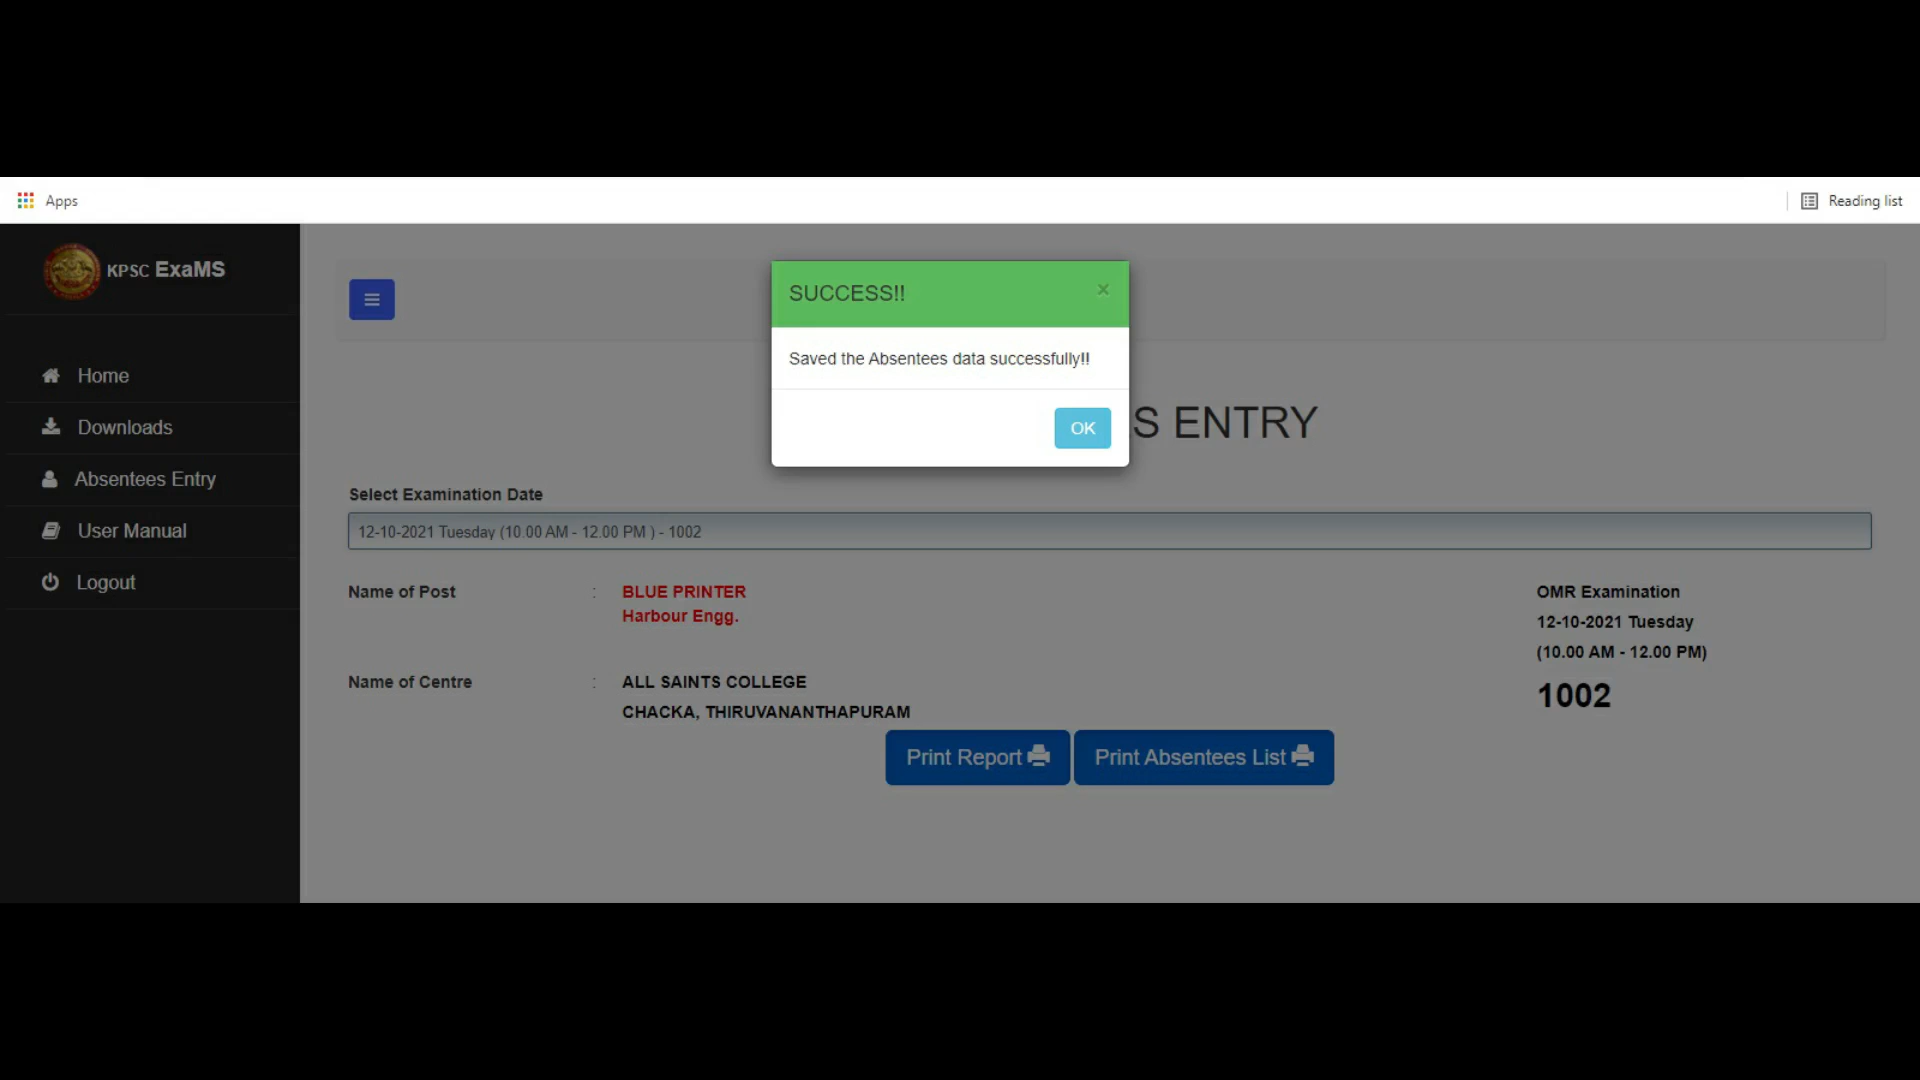 Apps
Reading list
KPSC ExaMS
SUCCESS!!
×
Home
Saved the Absentees data successfully!!
Downloads
OK
S ENTRY
Absentees Entry
Select Examination Date
User Manual
12-10-2021 Tuesday (10.00 AM - 12.00 PM ) - 1002
Logout
Name of Post : BLUE PRINTER
Harbour Engg.
OMR Examination
12-10-2021 Tuesday
(10.00 AM - 12.00 PM)
1002
Name of Centre : ALL SAINTS COLLEGE
CHACKA, THIRUVANANTHAPURAM
Print Report
Print Absentees List